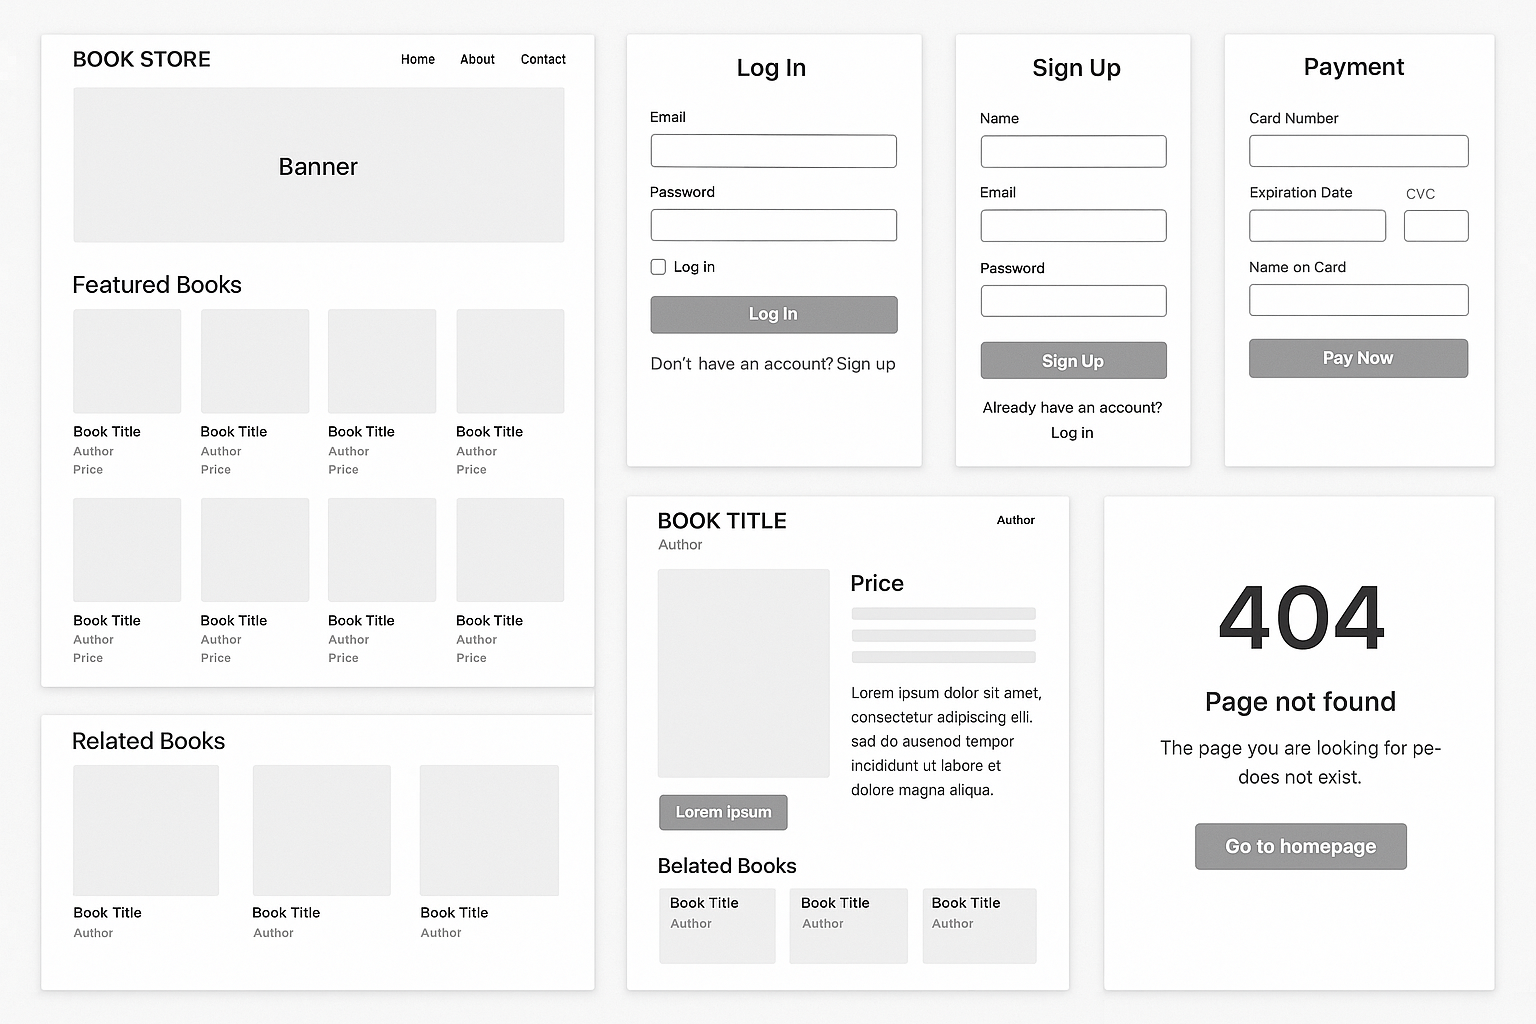 BOOK STORE
Home About Contact
Banner
Featured Books
Book Title Book Title Book Title Book Title
Author Author Author Author
Price Price Price Price
Book Title Book Title Book Title Book Title
Author Author Author Author
Price Price Price Price
Related Books
Book Title Book Title Book Title
Author Author Author
Log In
Email
Password
Log in
Log In
Don't have an account? Sign up
Sign Up
Name
Email
Password
Sign Up
Already have an account?
Log in
Payment
Card Number
Expiration Date CVC
Name on Card
Pay Now
BOOK TITLE
Author
Author
Price
Lorem ipsum dolor sit amet,
consectetur adipiscing elli.
sad do ausenod tempor
incididunt ut labore et
dolore magna aliqua.
Lorem ipsum
Belated Books
Book Title Book Title Book Title
Author Author Author
404
Page not found
The page you are looking for pe-
does not exist.
Go to homepage